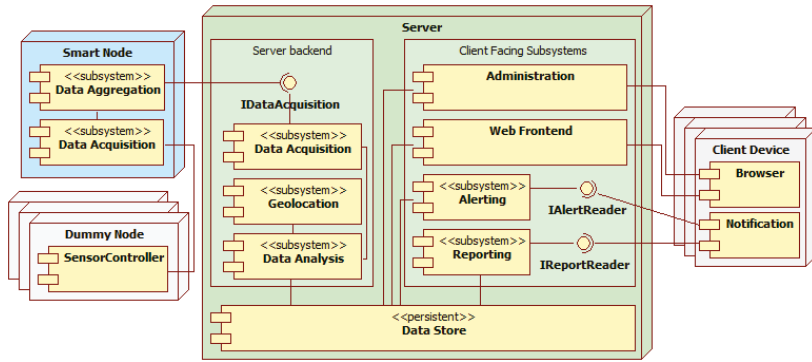 Server
Smart Node
<<subsystem>>
Data Aggregation
<<subsystem>>
Data Acquisition
Dummy Node
SensorController
Server backend
IDataAcquisition
<<subsystem>>
Data Acquisition
<<subsystem>>
Geolocation
<<subsystem>>
Data Analysis
Client Facing Subsystems
Administration
Web Frontend
<<subsystem>>
Alerting
IAlertReader
<<subsystem>>
Reporting
IReportReader
<<persistent>>
Data Store
Client Device
Browser
Notification